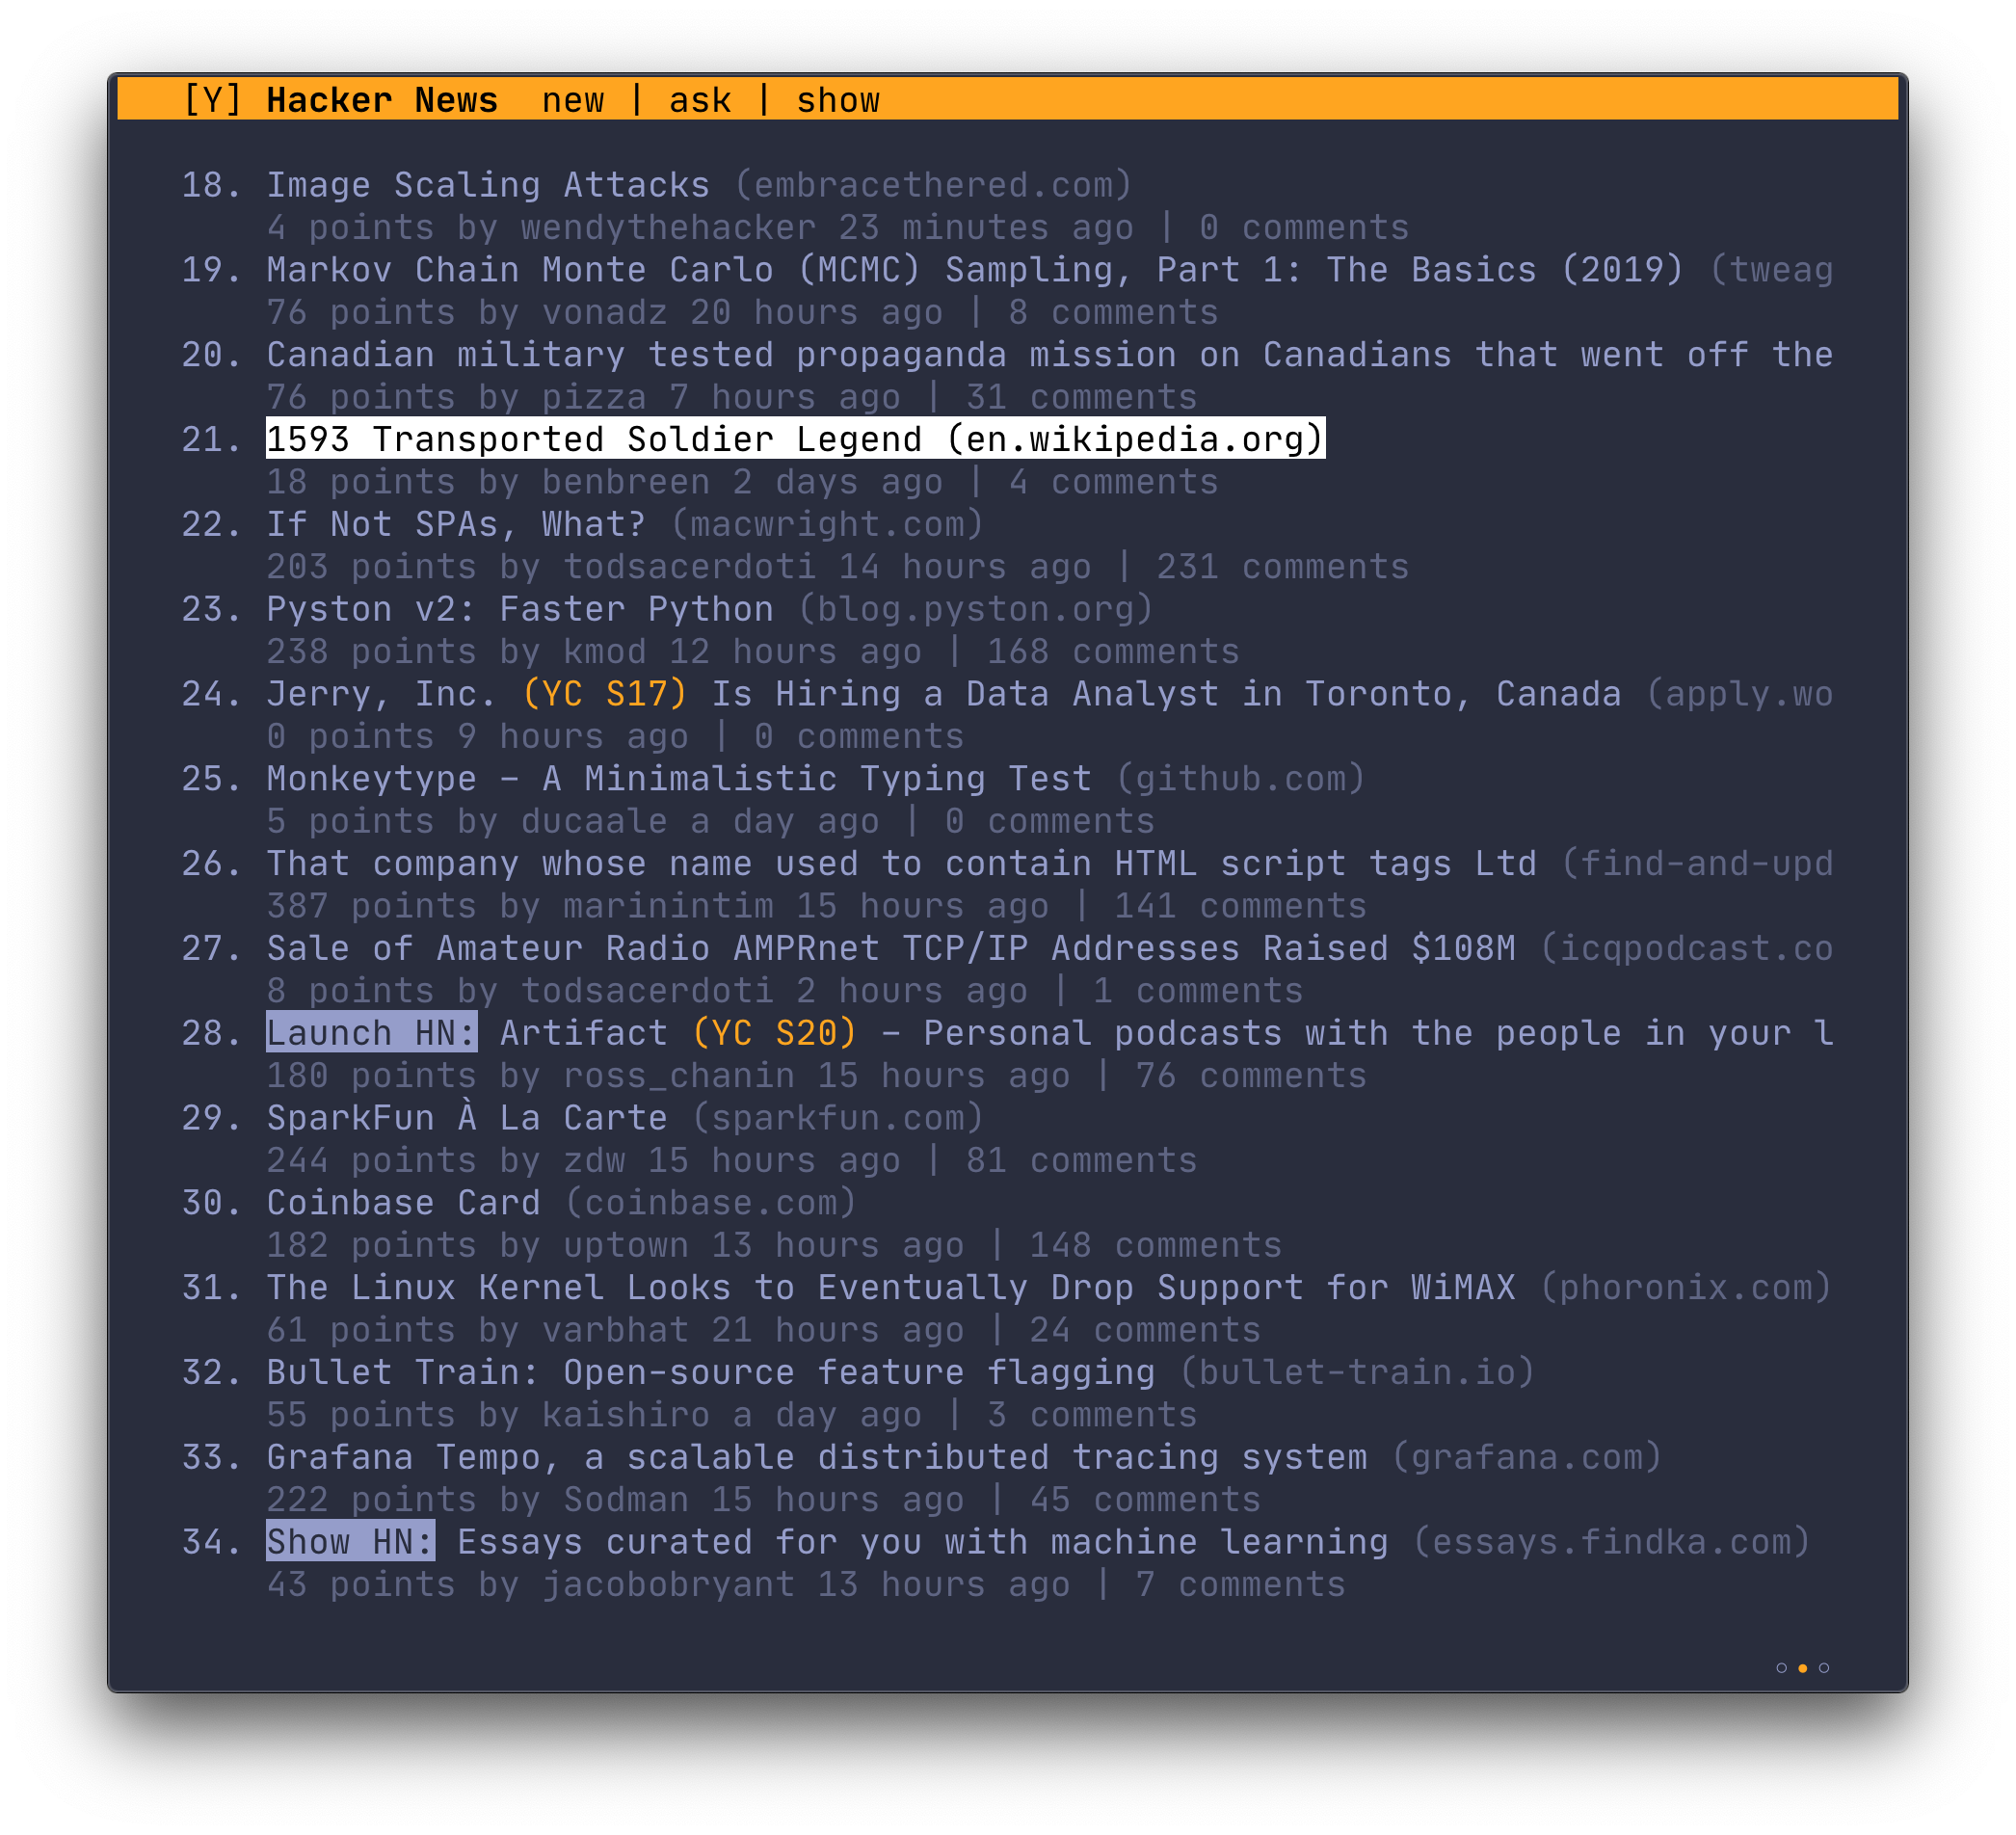 [Y] Hacker News new | ask | show
18. Image Scaling Attacks (embracethered.com)
4 points by wendythehacker 23 minutes ago | 0 comments
19. Markov Chain Monte Carlo (MCMC) Sampling, Part 1: The Basics (2019) (tweag
76 points by vonadz 20 hours ago | 8 comments
20. Canadian military tested propaganda mission on Canadians that went off the
76 points by pizza 7 hours ago | 31 comments
21. 1593 Transported Soldier Legend (en.wikipedia.org)
18 points by benbreen 2 days ago | 4 comments
22. If Not SPAs, What? (macwright.com)
203 points by todsacerdoti 14 hours ago | 231 comments
23. Pyston v2: Faster Python (blog.pyston.org)
238 points by kmod 12 hours ago | 168 comments
24. Jerry, Inc. (YC S17) Is Hiring a Data Analyst in Toronto, Canada (apply.wo
0 points 9 hours ago | 0 comments
25. Monkeytype – A Minimalistic Typing Test (github.com)
5 points by ducaale a day ago | 0 comments
26. That company whose name used to contain HTML script tags Ltd (find-and-upd
387 points by marinintim 15 hours ago | 141 comments
27. Sale of Amateur Radio AMPRnet TCP/IP Addresses Raised $108M (icqpodcast.co
8 points by todsacerdoti 2 hours ago | 1 comments
28. Launch HN: Artifact (YC S20) – Personal podcasts with the people in your l
180 points by ross_chanin 15 hours ago | 76 comments
29. SparkFun À La Carte (sparkfun.com)
244 points by zdw 15 hours ago | 81 comments
30. Coinbase Card (coinbase.com)
182 points by uptown 13 hours ago | 148 comments
31. The Linux Kernel Looks to Eventually Drop Support for WiMAX (phoronix.com)
61 points by varbhat 21 hours ago | 24 comments
32. Bullet Train: Open-source feature flagging (bullet-train.io)
55 points by kaishiro a day ago | 3 comments
33. Grafana Tempo, a scalable distributed tracing system (grafana.com)
222 points by Sodman 15 hours ago | 45 comments
34. Show HN: Essays curated for you with machine learning (essays.findka.com)
43 points by jacobobryant 13 hours ago | 7 comments